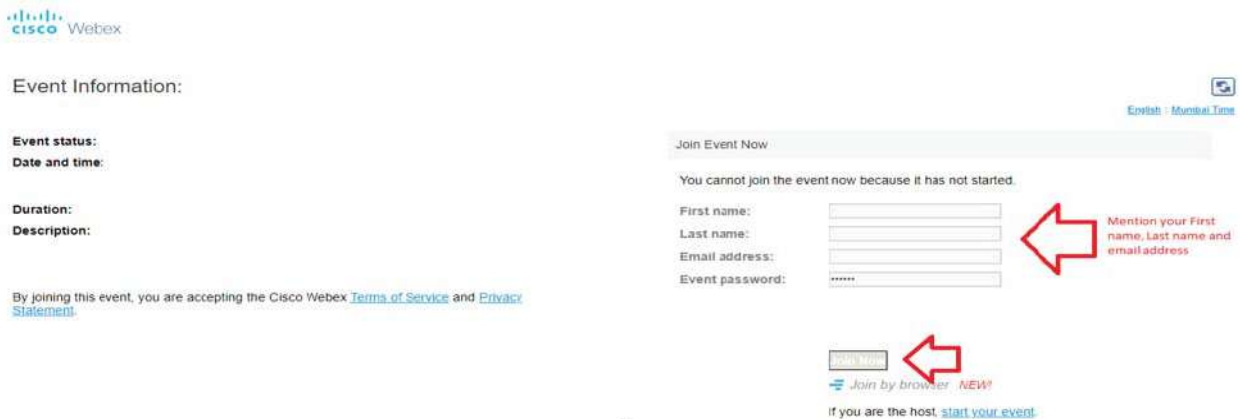 cisco Webex
Event Information:
English : Mumbai Time
Event status:
Date and time:
Duration:
Description:
By joining this event, you are accepting the Cisco Webex Terms of Service and Privacy
Statement.
Join Event Now
You cannot join the event now because it has not started.
First name:
Last name:
Email address:
Event password:
Mention your First
name, Last name and
email address
Join Now
Join by browser NEW!
If you are the host, start your event.